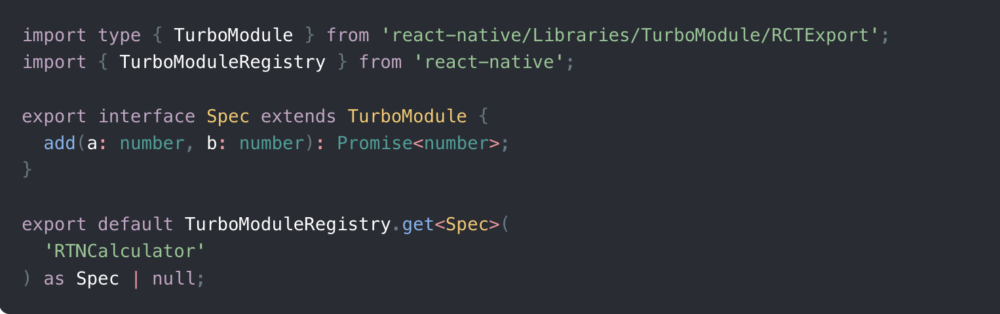 import type { TurboModule } from 'react-native/Libraries/TurboModule/RCTExport';
import { TurboModuleRegistry } from 'react-native';
export interface Spec extends TurboModule {
  add(a: number, b: number): Promise<number>;
}
export default TurboModuleRegistry.get<Spec>(
  'RTNCalculator'
) as Spec | null;